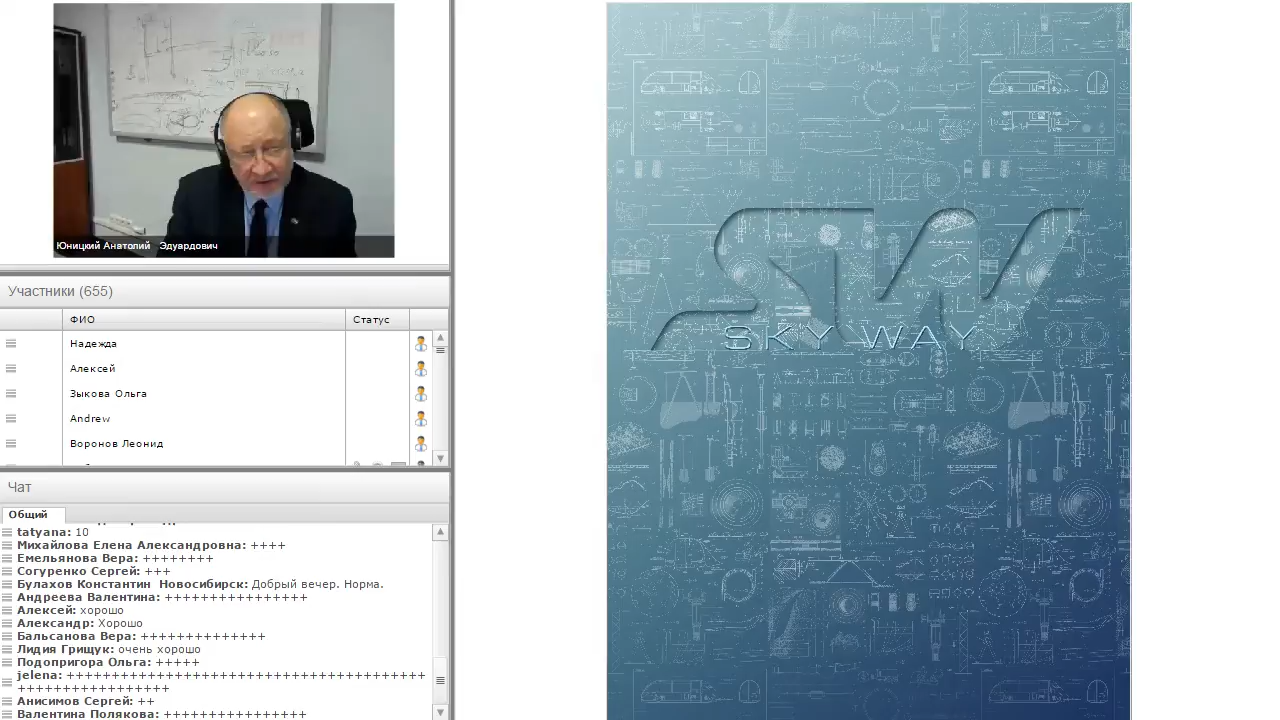 Юницкий Анатолий Эдуардович
Участники (655)
ФИО Статус
Надежда
Алексей
Зыкова Ольга
Andrew
Воронов Леонид
Чат
Общий
tatyana: 10
Михайлова Елена Александровна: ++++
Емельянова Вера: ++++++++
Согуренко Сергей: +++
Булахов Константин Новосибирск: Добрый вечер. Норма.
Андреева Валентина: ++++++++++++++++
Алексей: хорошо
Александр: Хорошо
Бальсанова Вера: ++++++++++++++
Лидия Грищук: очень хорошо
Подопригора Ольга: +++++
jelena: ++++++++++++++++++++++++++++++++++++++++
+++++++++++++++++
Анисимов Сергей: ++
Валентина Полякова: ++++++++++++++++
SW
SKY WAY